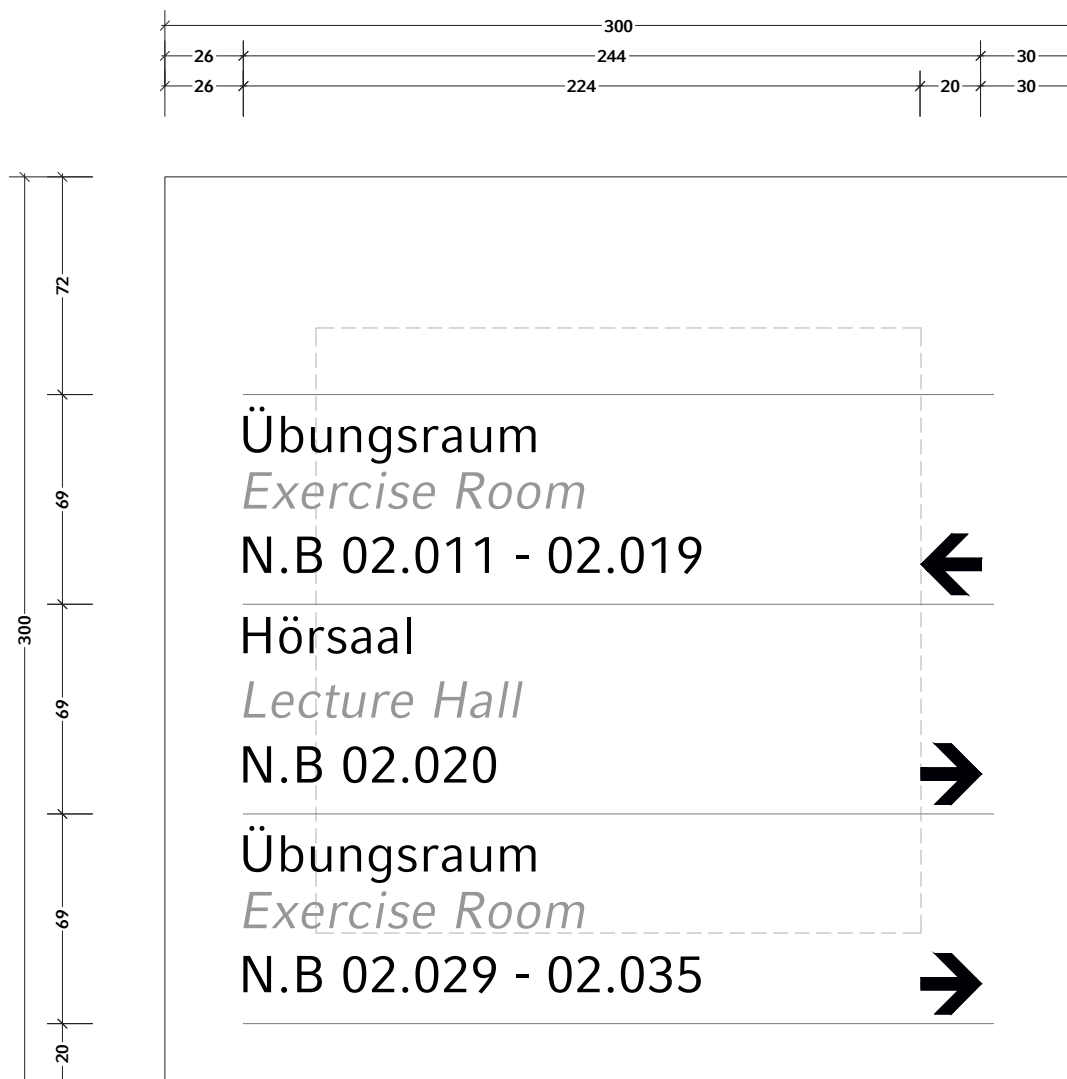 300
26 244 30
26 224 20 30
72
Übungsraum
Exercise Room
69
N.B 02.011 - 02.019
300
Hörsaal
Lecture Hall
69
N.B 02.020
Übungsraum
Exercise Room
69
N.B 02.029 - 02.035
20